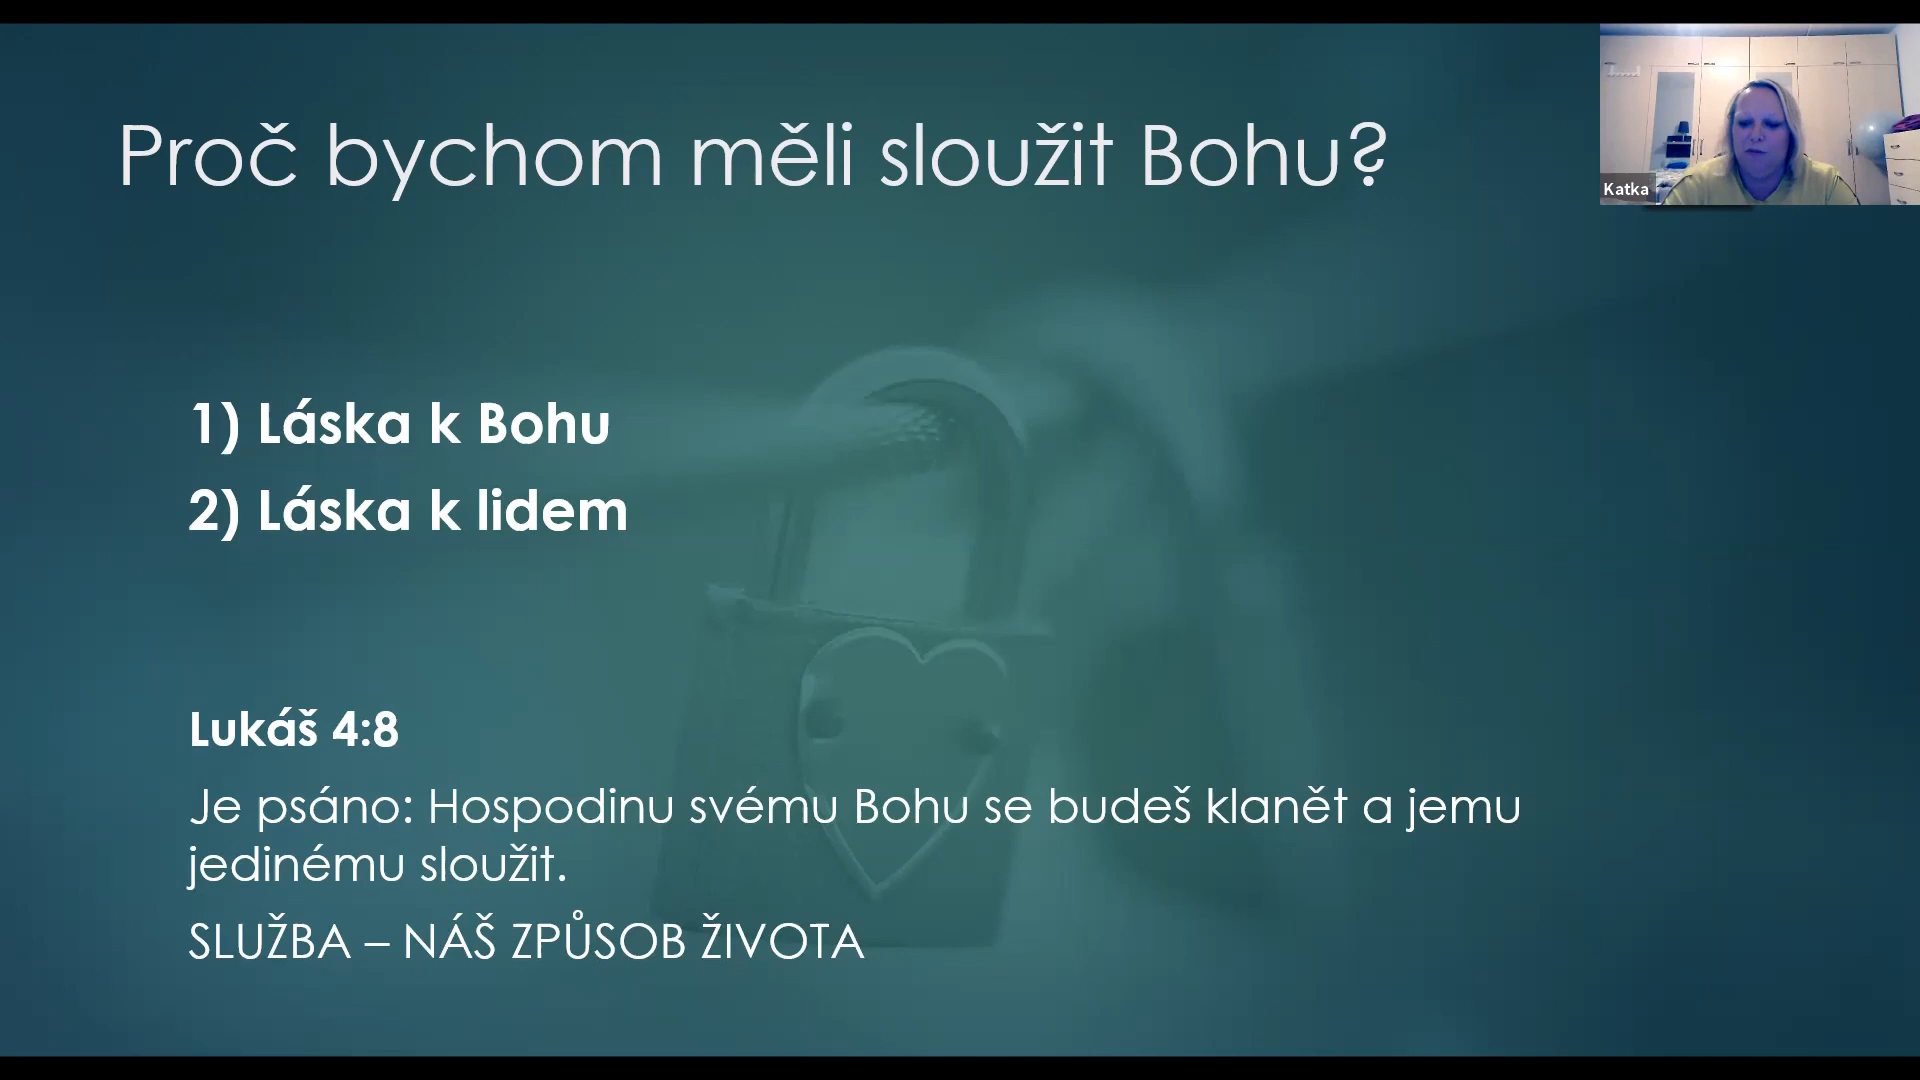 Proč bychom měli sloužit Bohu?
Katka
1) Láska k Bohu
2) Láska k lidem
Lukáš 4:8
Je psáno: Hospodinu svému Bohu se budeš klanět a jemu
jedinému sloužit.
SLUŽBA – NÁŠ ZPŮSOB ŽIVOTA